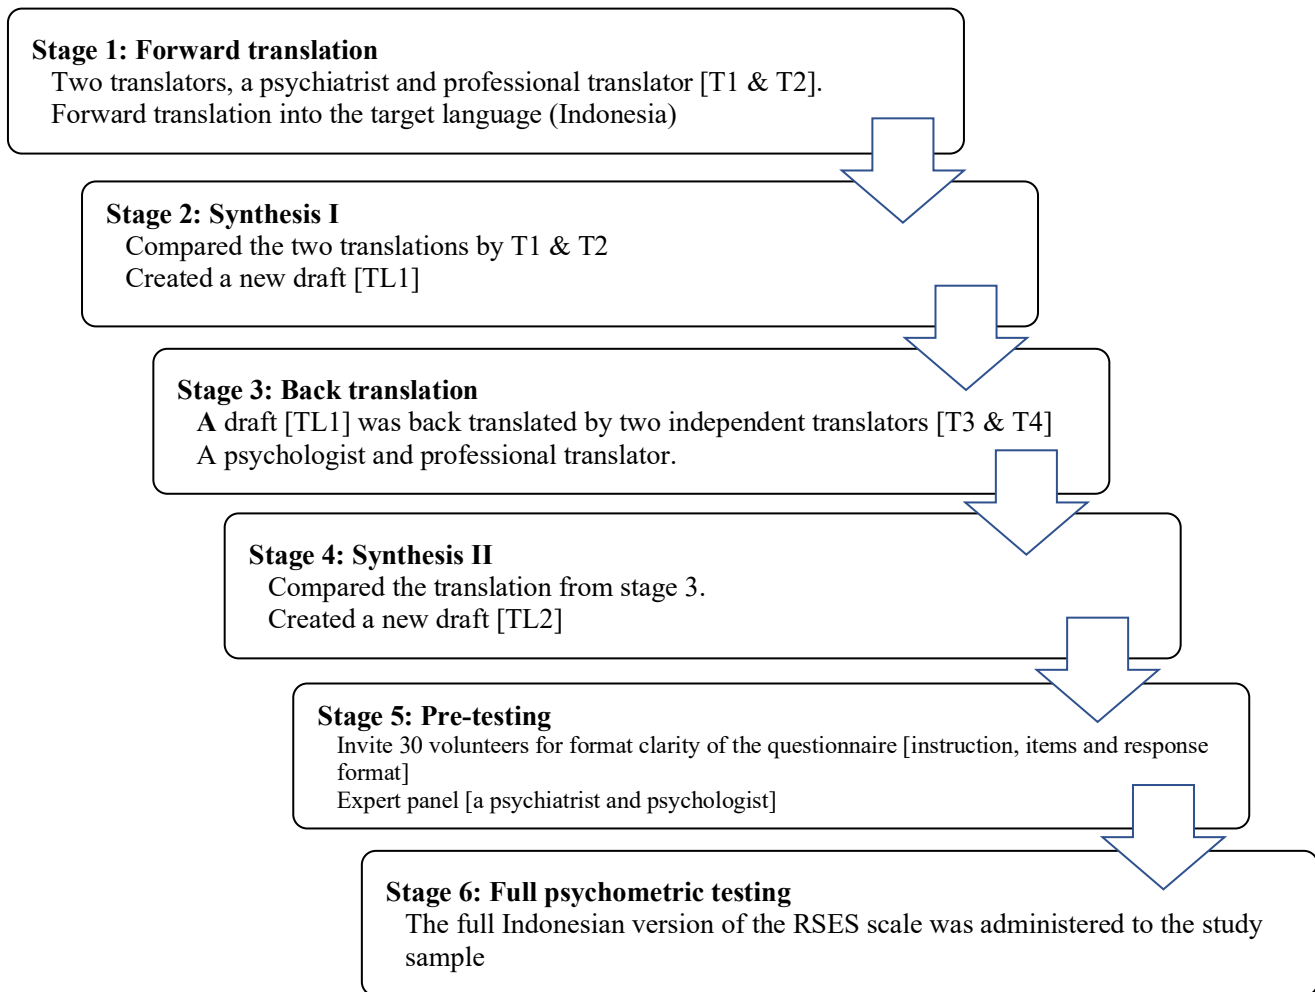 Stage 1: Forward translation
Two translators, a psychiatrist and professional translator [T1 & T2].
Forward translation into the target language (Indonesia)
Stage 2: Synthesis I
Compared the two translations by T1 & T2
Created a new draft [TL1]
Stage 3: Back translation
A draft [TL1] was back translated by two independent translators [T3 & T4]
A psychologist and professional translator.
Stage 4: Synthesis II
Compared the translation from stage 3.
Created a new draft [TL2]
Stage 5: Pre-testing
Invite 30 volunteers for format clarity of the questionnaire [instruction, items and response
format]
Expert panel [a psychiatrist and psychologist]
Stage 6: Full psychometric testing
The full Indonesian version of the RSES scale was administered to the study
sample